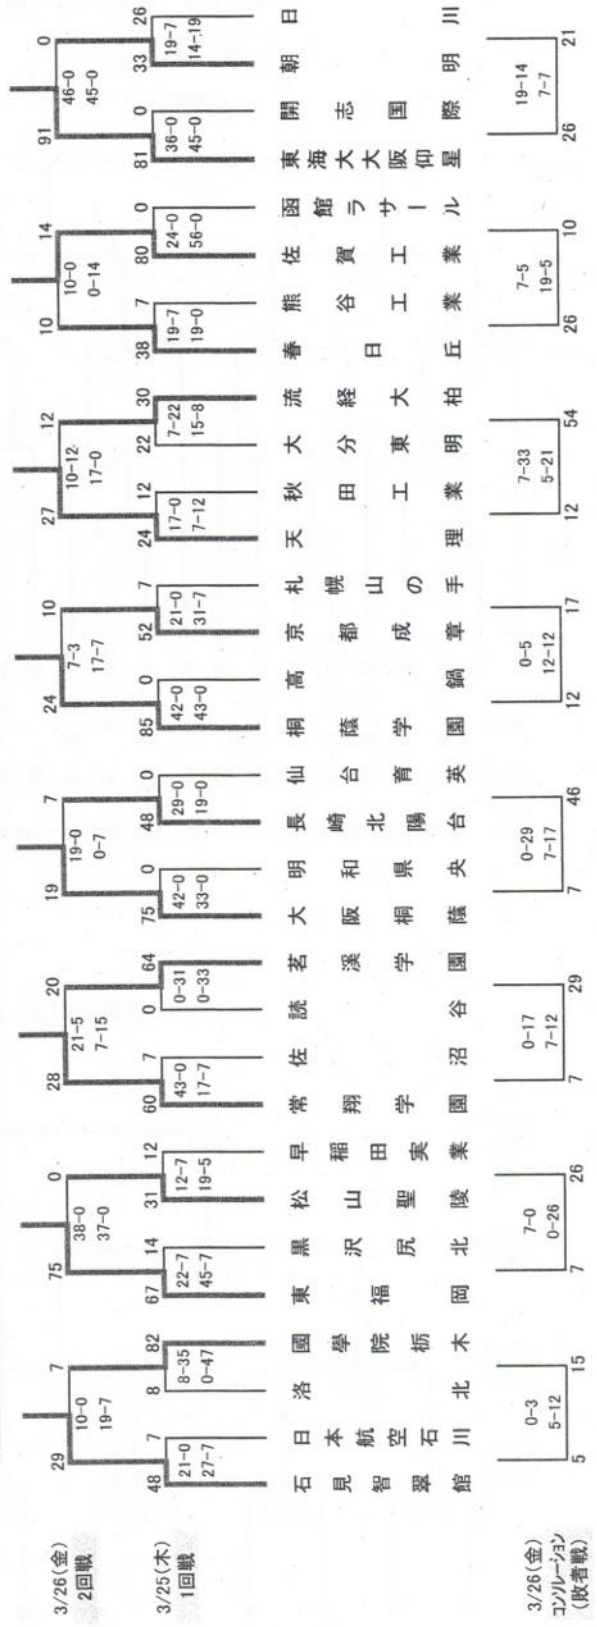 3/26(金)
2回戦
29 7 75 0 28 20 19 7 24 10 27 12 10 14 91 0
10-0 38-0 21-5 19-0 7-3 10-12 10-0 46-0
19-7 37-0 7-15 0-7 17-7 17-0 0-14 45-0
3/25(木)
1回戦
48 7 8 82 67 14 31 12 60 7 0 64 75 0 48 0 85 0 52 7 24 12 22 30 38 7 80 0 81 0 33 26
21-0 8-35 22-7 12-7 43-0 0-31 42-0 29-0 42-0 21-0 17-0 7-22 19-7 24-0 36-0 19-7
27-7 0-47 45-7 19-5 17-7 0-33 33-0 19-0 43-0 31-7 7-12 15-8 19-0 56-0 45-0 14-19
石見智翠館
日本航空石川
洛北
國學院栃木
東福岡
黒沢尻北
松山聖陵
早稲田実業
常翔学園
佐沼
読谷
茗溪学園
大阪桐蔭
明和県央
長崎北陽台
仙台育英
桐蔭学園
高鍋
京都成章
札幌山の手
天理
秋田工業
大分東明
流経大柏
春日丘
熊谷工業
佐賀工業
函館ラサール
東海大大阪仰星
開志国際
朝明
日川
3/26(金)
コンソレーション
(敗者戦)
0-3 7-0 0-17 0-29 0-5 7-33 7-5 19-14
5-12 0-26 7-12 7-17 12-12 5-21 19-5 7-7
5 15 7 26 7 29 7 46 12 17 12 54 26 10 26 21